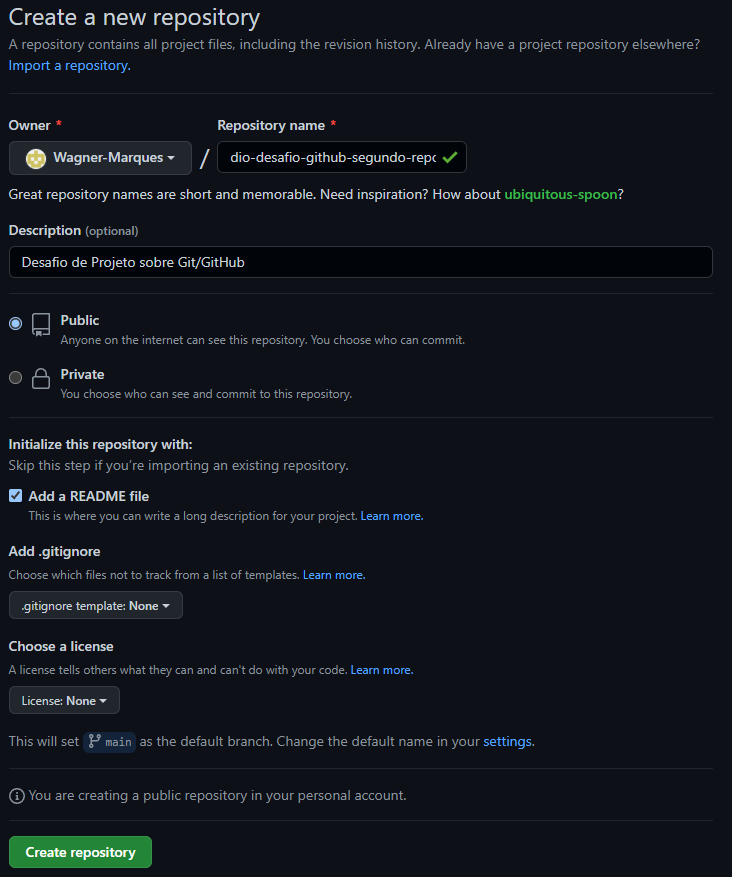 Create a new repository
A repository contains all project files, including the revision history. Already have a project repository elsewhere?
Import a repository.
Owner *
Repository name *
Wagner-Marques
/
dio-desafio-github-segundo-repo
Great repository names are short and memorable. Need inspiration? How about ubiquitous-spoon?
Description (optional)
Desafio de Projeto sobre Git/GitHub
Public
Anyone on the internet can see this repository. You choose who can commit.
Private
You choose who can see and commit to this repository.
Initialize this repository with:
Skip this step if you're importing an existing repository.
Add a README file
This is where you can write a long description for your project. Learn more.
Add .gitignore
Choose which files not to track from a list of templates. Learn more.
.gitignore template: None
Choose a license
A license tells others what they can and can't do with your code. Learn more.
License: None
This will set main as the default branch. Change the default name in your settings.
You are creating a public repository in your personal account.
Create repository